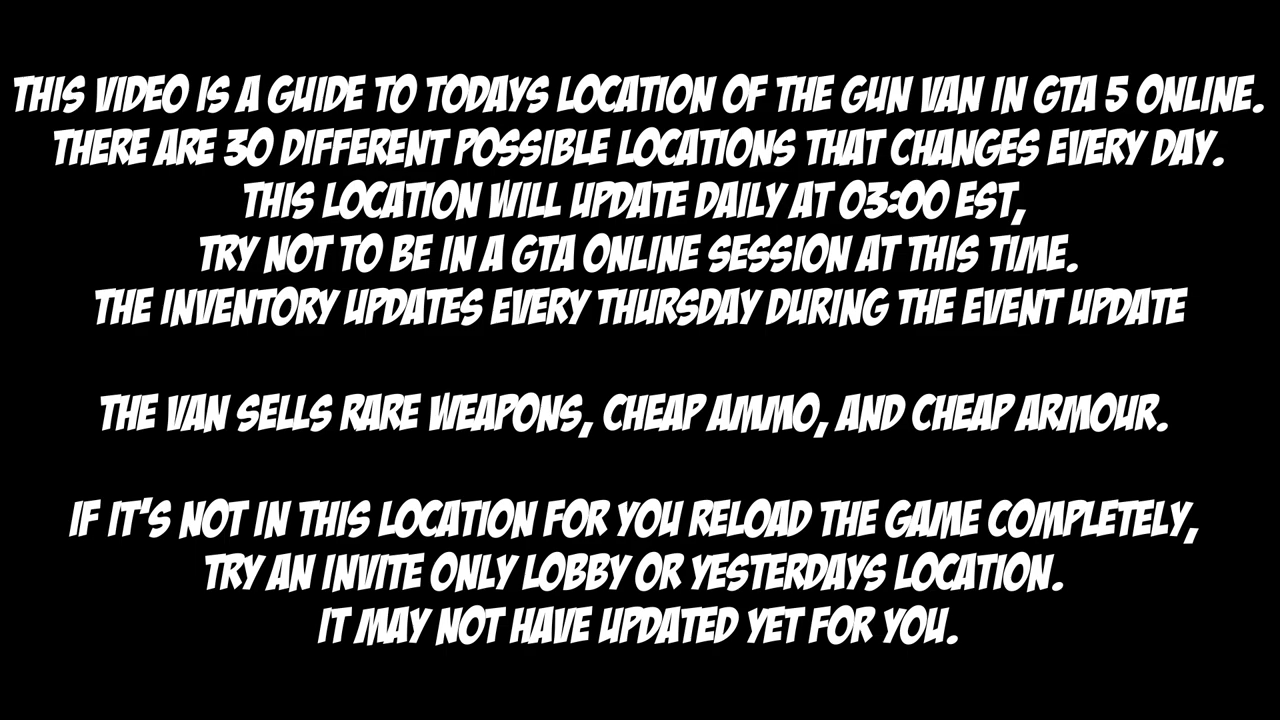 THIS VIDEO IS A GUIDE TO TODAYS LOCATION OF THE GUN VAN IN GTA 5 ONLINE.
THERE ARE 30 DIFFERENT POSSIBLE LOCATIONS THAT CHANGES EVERY DAY.
THIS LOCATION WILL UPDATE DAILY AT 03:00 EST,
TRY NOT TO BE IN A GTA ONLINE SESSION AT THIS TIME.
THE INVENTORY UPDATES EVERY THURSDAY DURING THE EVENT UPDATE
THE VAN SELLS RARE WEAPONS, CHEAP AMMO, AND CHEAP ARMOUR.
IF IT'S NOT IN THIS LOCATION FOR YOU RELOAD THE GAME COMPLETELY,
TRY AN INVITE ONLY LOBBY OR YESTERDAYS LOCATION.
IT MAY NOT HAVE UPDATED YET FOR YOU.